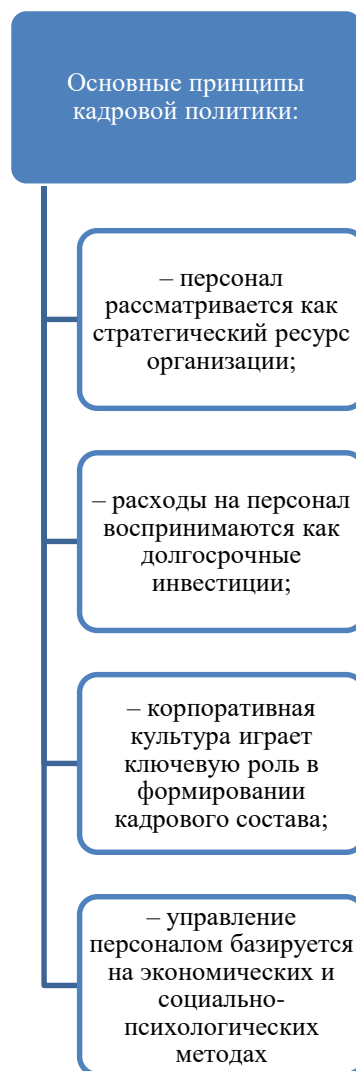 Основные принципы
кадровой политики:
– персонал
рассматривается как
стратегический ресурс
организации;
– расходы на персонал
воспринимаются как
долгосрочные
инвестиции;
– корпоративная
культура играет
ключевую роль в
формировании
кадрового состава;
– управление
персоналом базируется
на экономических и
социально-
психологических
методах